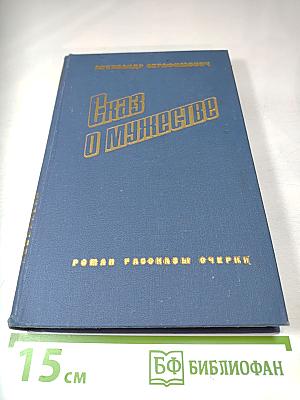 АЛЕКСАНДР СЕРАФИМОВИЧ
Сказ
о мужестве
РОМАН РАССКАЗЫ ОЧЕРКИ
15 см
БФ БИБЛИОФАН